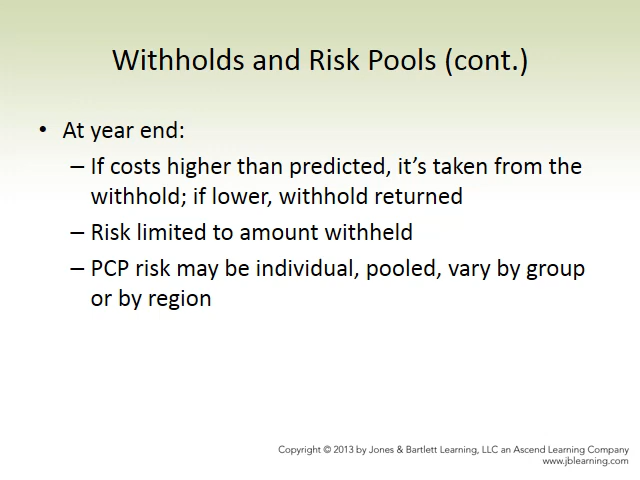 Withholds and Risk Pools (cont.)
• At year end:
– If costs higher than predicted, it’s taken from the
withhold; if lower, withhold returned
– Risk limited to amount withheld
– PCP risk may be individual, pooled, vary by group
or by region
Copyright © 2013 by Jones & Bartlett Learning, LLC an Ascend Learning Company
www.jblearning.com